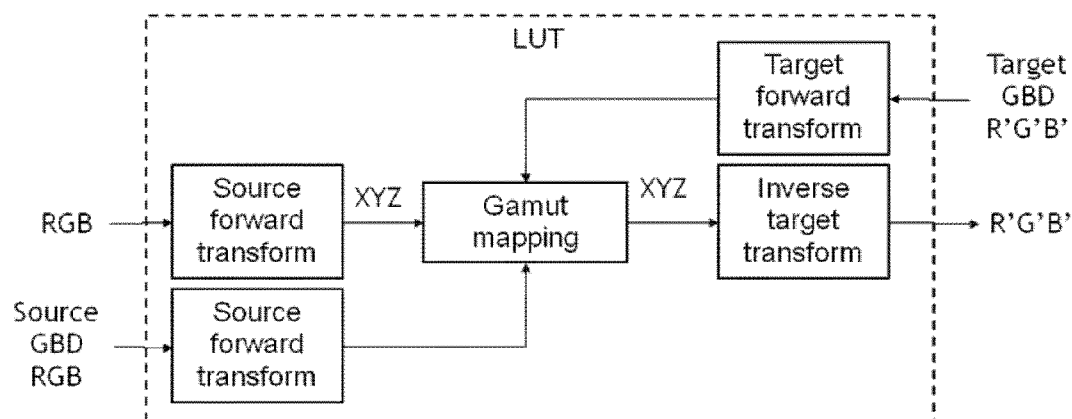 LUT
Target
forward
transform
Target
GBD
R'G'B'
RGB
Source
forward
transform
XYZ
Gamut
mapping
XYZ
Inverse
target
transform
R'G'B'
Source
GBD
RGB
Source
forward
transform